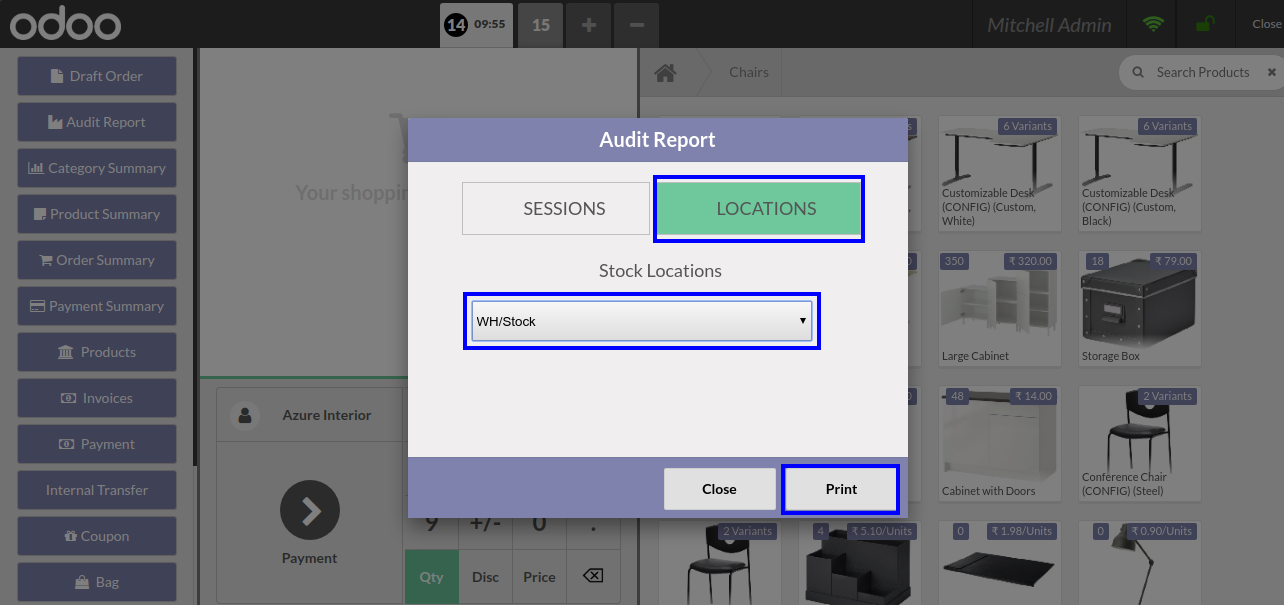 odoo
14 09:55
15
+
−
Mitchell Admin
Close
Draft Order
Audit Report
Category Summary
Product Summary
Order Summary
Payment Summary
Products
Invoices
Payment
Internal Transfer
Coupon
Bag
Your shoppin
Azure Interior
Payment
9 +/- 0 .
Qty Disc Price
Chairs
Search Products
Audit Report
SESSIONS LOCATIONS
Stock Locations
WH/Stock
Close Print
6 Variants
Customizable Desk
(CONFIG) (Custom,
White)
6 Variants
Customizable Desk
(CONFIG) (Custom,
Black)
350 ₹ 320.00
Large Cabinet
18 ₹ 79.00
Storage Box
48 ₹ 14.00
Cabinet with Doors
2 Variants
Conference Chair
(CONFIG) (Steel)
2 Variants
4 ₹ 5.10/Units
0 ₹ 1.98/Units
0 ₹ 0.90/Units